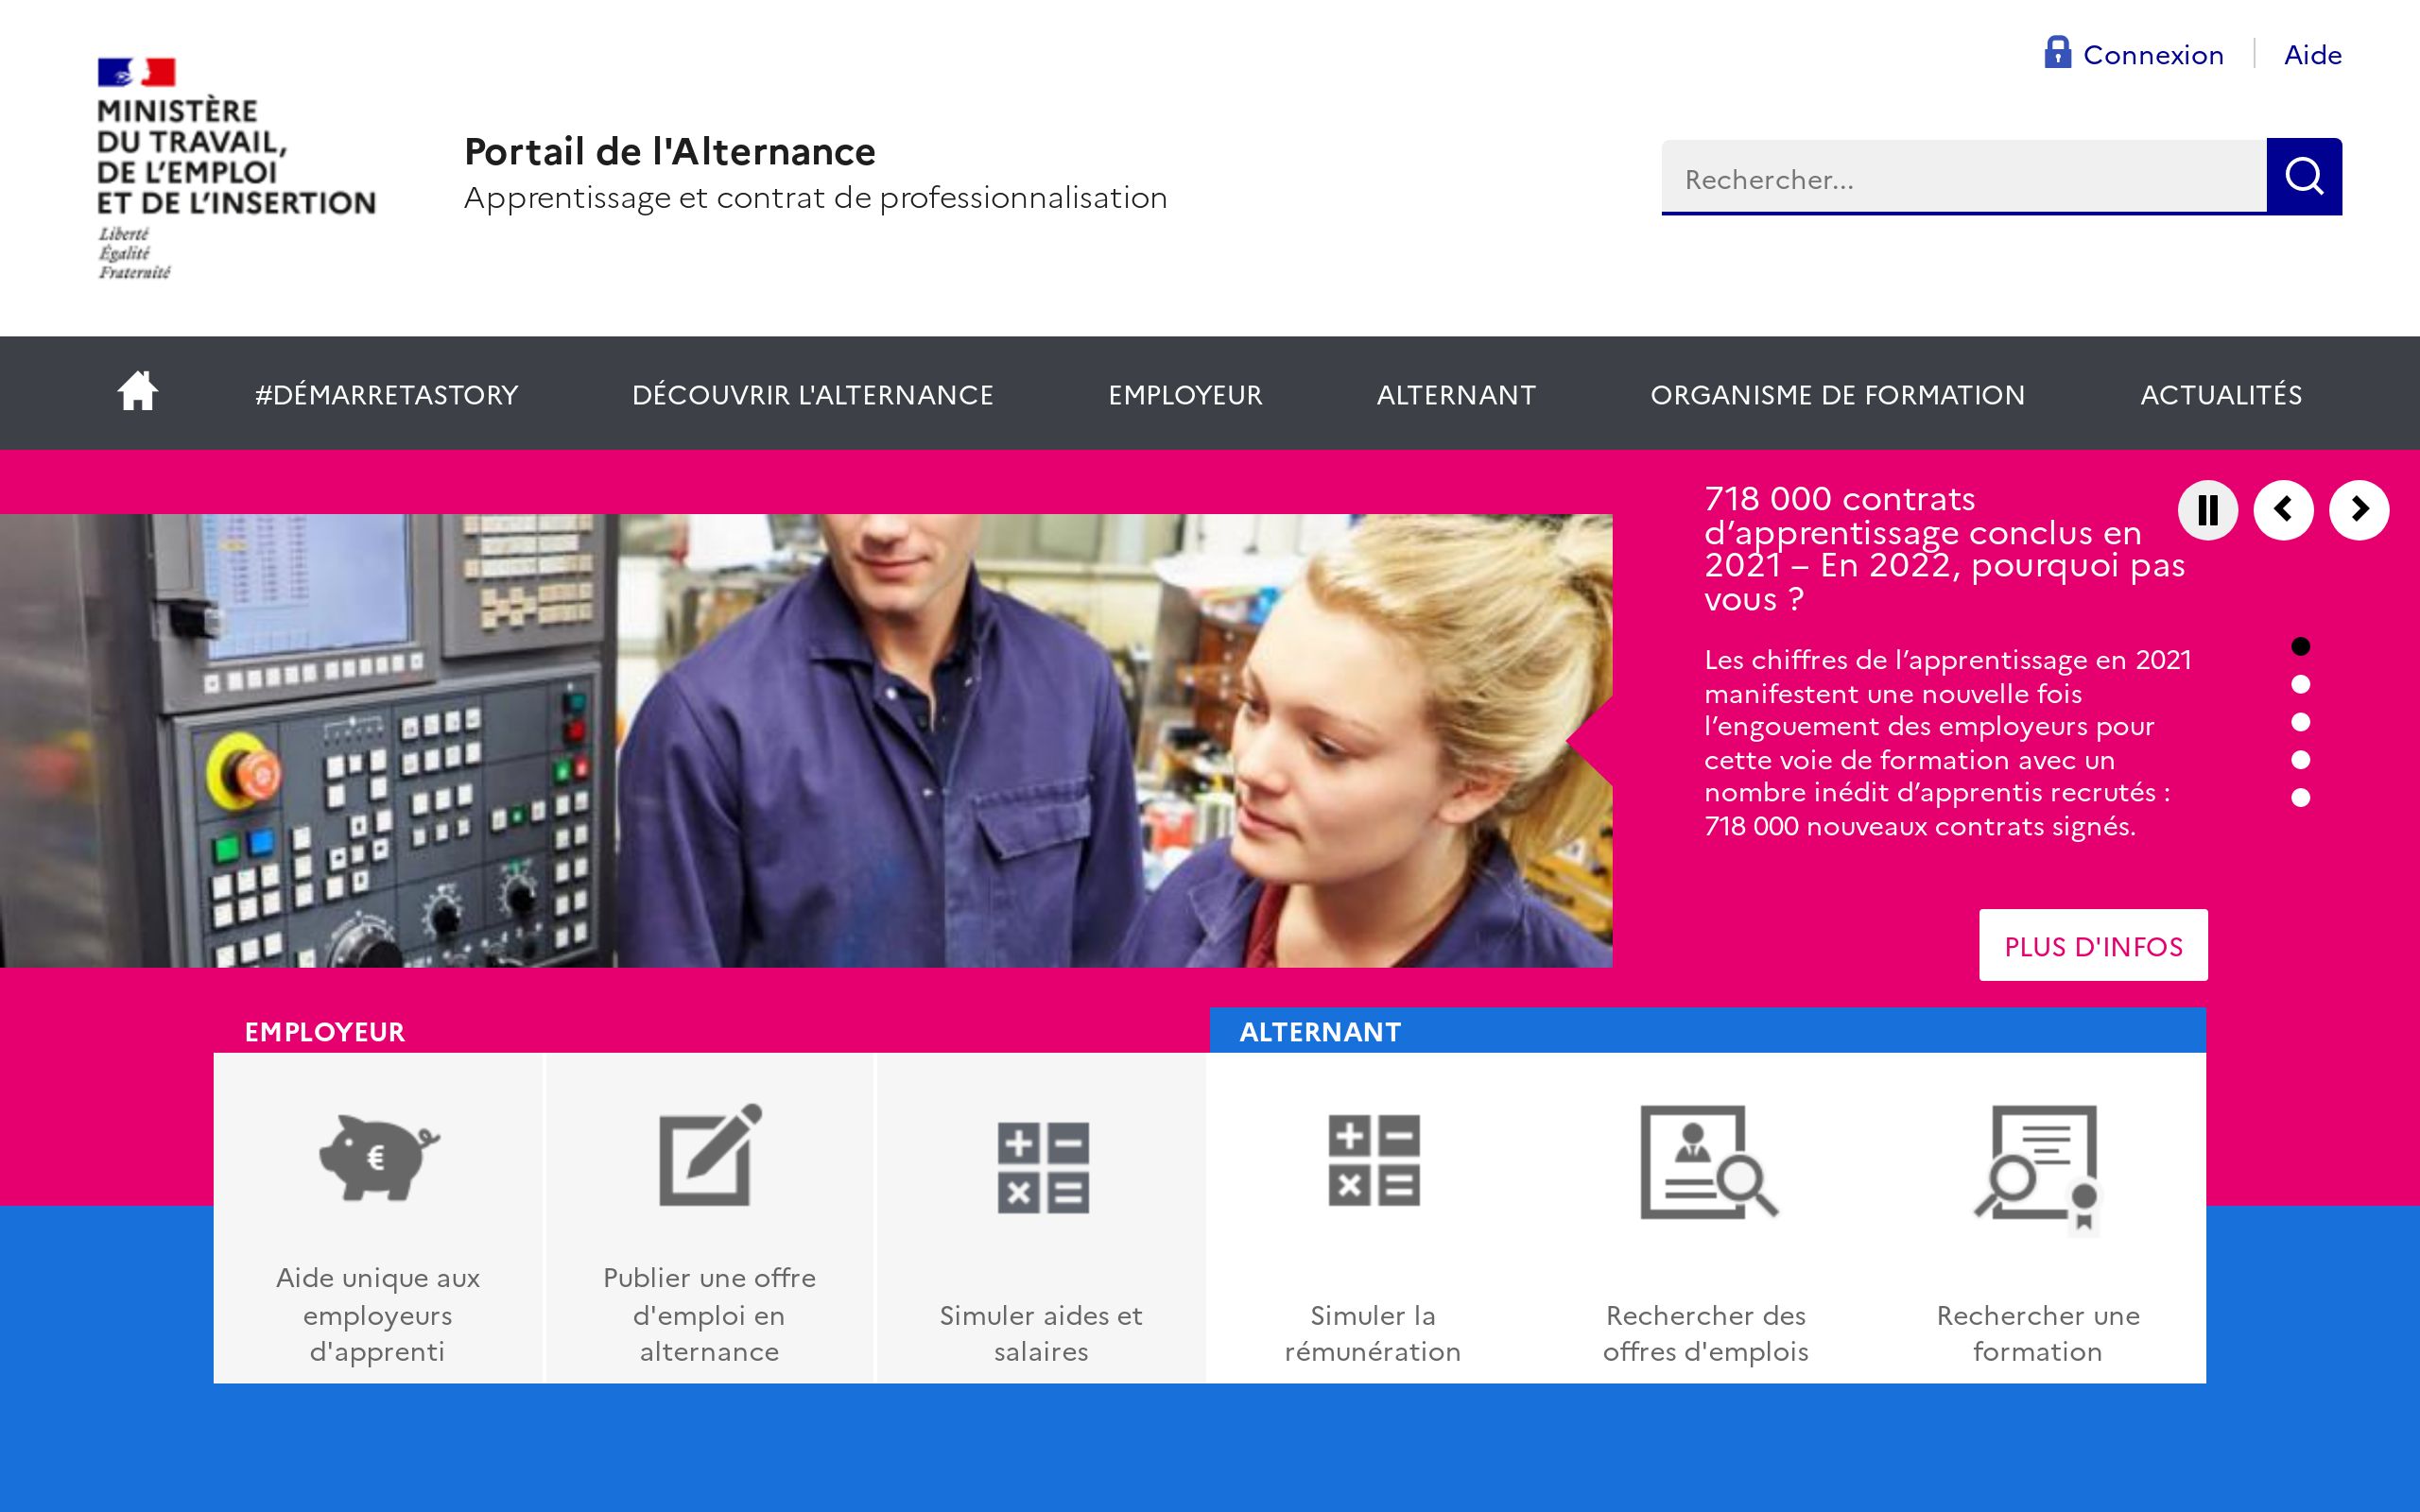 Connexion
Aide
MINISTÈRE
DU TRAVAIL,
DE L'EMPLOI
ET DE L'INSERTION
Liberté
Égalité
Fraternité
Portail de l'Alternance
Apprentissage et contrat de professionnalisation
Rechercher...
#DÉMARRETASTORY
DÉCOUVRIR L'ALTERNANCE
EMPLOYEUR
ALTERNANT
ORGANISME DE FORMATION
ACTUALITÉS
718 000 contrats
d’apprentissage conclus en
2021 – En 2022, pourquoi pas
vous ?
Les chiffres de l’apprentissage en 2021
manifestent une nouvelle fois
l’engouement des employeurs pour
cette voie de formation avec un
nombre inédit d’apprentis recrutés :
718 000 nouveaux contrats signés.
PLUS D'INFOS
EMPLOYEUR
Aide unique aux
employeurs
d'apprenti
Publier une offre
d'emploi en
alternance
Simuler aides et
salaires
ALTERNANT
Simuler la
rémunération
Rechercher des
offres d'emplois
Rechercher une
formation